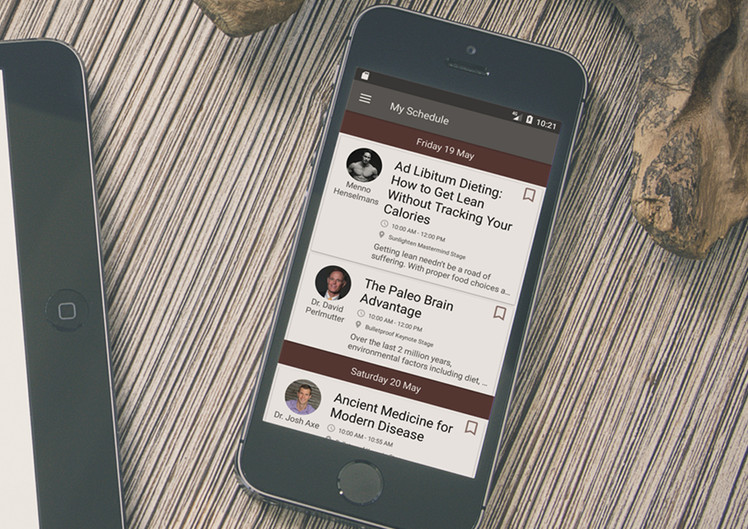 10:21
My Schedule
Friday 19 May
Menno
Henselmans
Ad Libitum Dieting:
How to Get Lean
Without Tracking Your
Calories
10:00 AM - 12:00 PM
Sunlighten Mastermind Stage
Getting lean needn't be a road of
suffering. With proper food choices a...
Dr. David
Perlmutter
The Paleo Brain
Advantage
10:00 AM - 12:00 PM
Bulletproof Keynote Stage
Over the last 2 million years,
environmental factors including diet, ...
Saturday 20 May
Dr. Josh Axe
Ancient Medicine for
Modern Disease
10:00 AM - 10:55 AM